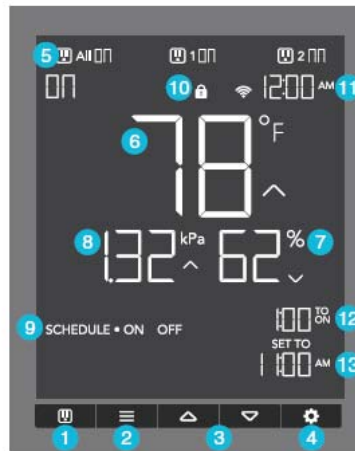 5 All ON 1 ON 2 ON
ON 10 12:00 AM 11
6 78 °F
8 1.32 kPa 62 % 7
1:00 TO ON 12
9 SCHEDULE • ON OFF
SET TO
11:00 AM 13
1 2 3 4